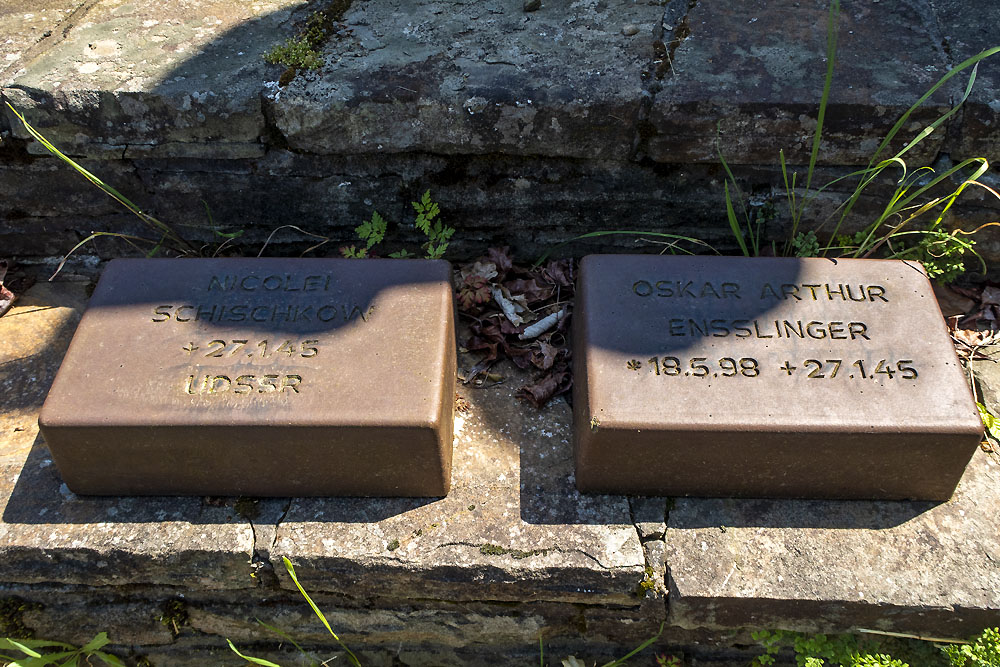 NICOLEI
SCHISCHKOW
+27.1.45
UDSSR
OSKAR ARTHUR
ENSSLINGER
*18.5.98 +27.1.45